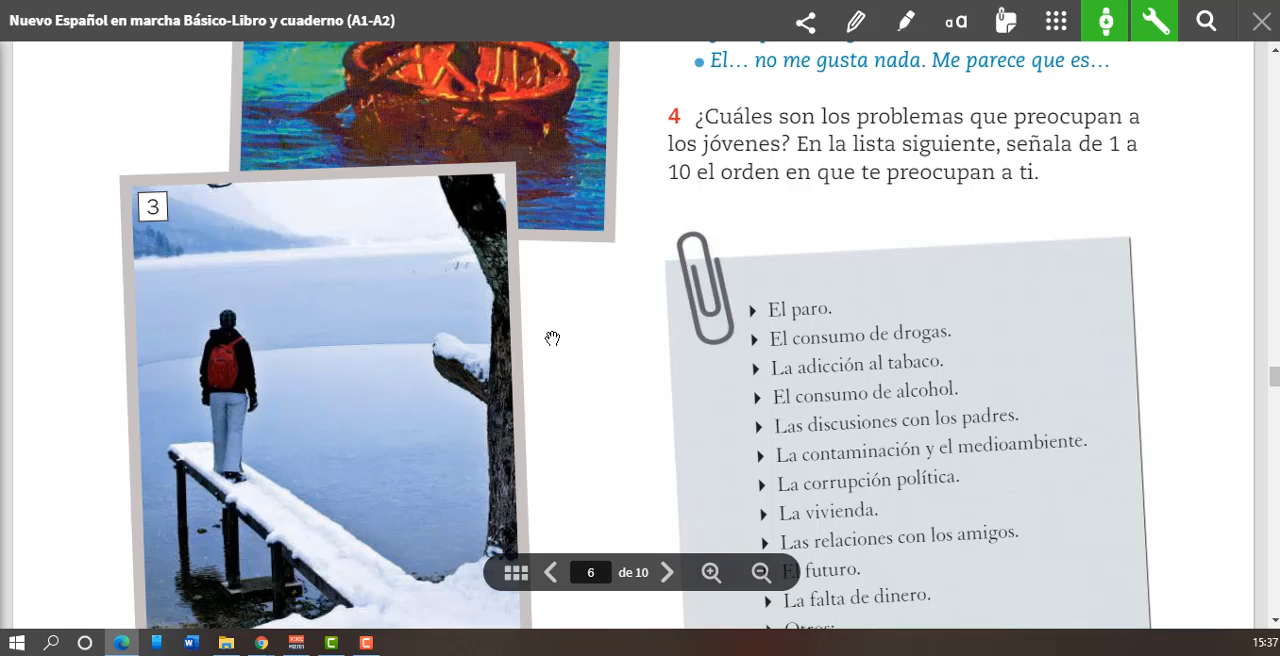 Nuevo Español en marcha Básico-Libro y cuaderno (A1-A2)
aa
El… no me gusta nada. Me parece que es…
4 ¿Cuáles son los problemas que preocupan a
los jóvenes? En la lista siguiente, señala de 1 a
10 el orden en que te preocupan a ti.
3
El paro.
El consumo de drogas.
La adicción al tabaco.
El consumo de alcohol.
Las discusiones con los padres.
La contaminación y el medioambiente.
La corrupción política.
La vivienda.
Las relaciones con los amigos.
El futuro.
La falta de dinero.
Otros:
6 de 10
15:37